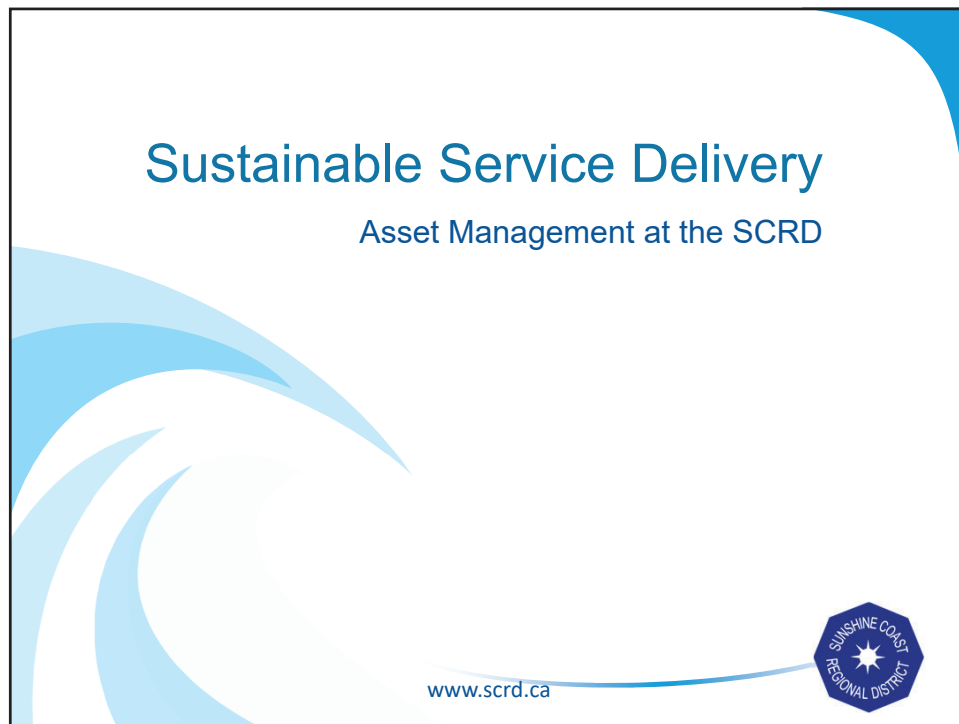 Sustainable Service Delivery
Asset Management at the SCRD
www.scrd.ca
SUNSHINE COAST
REGIONAL DISTRICT